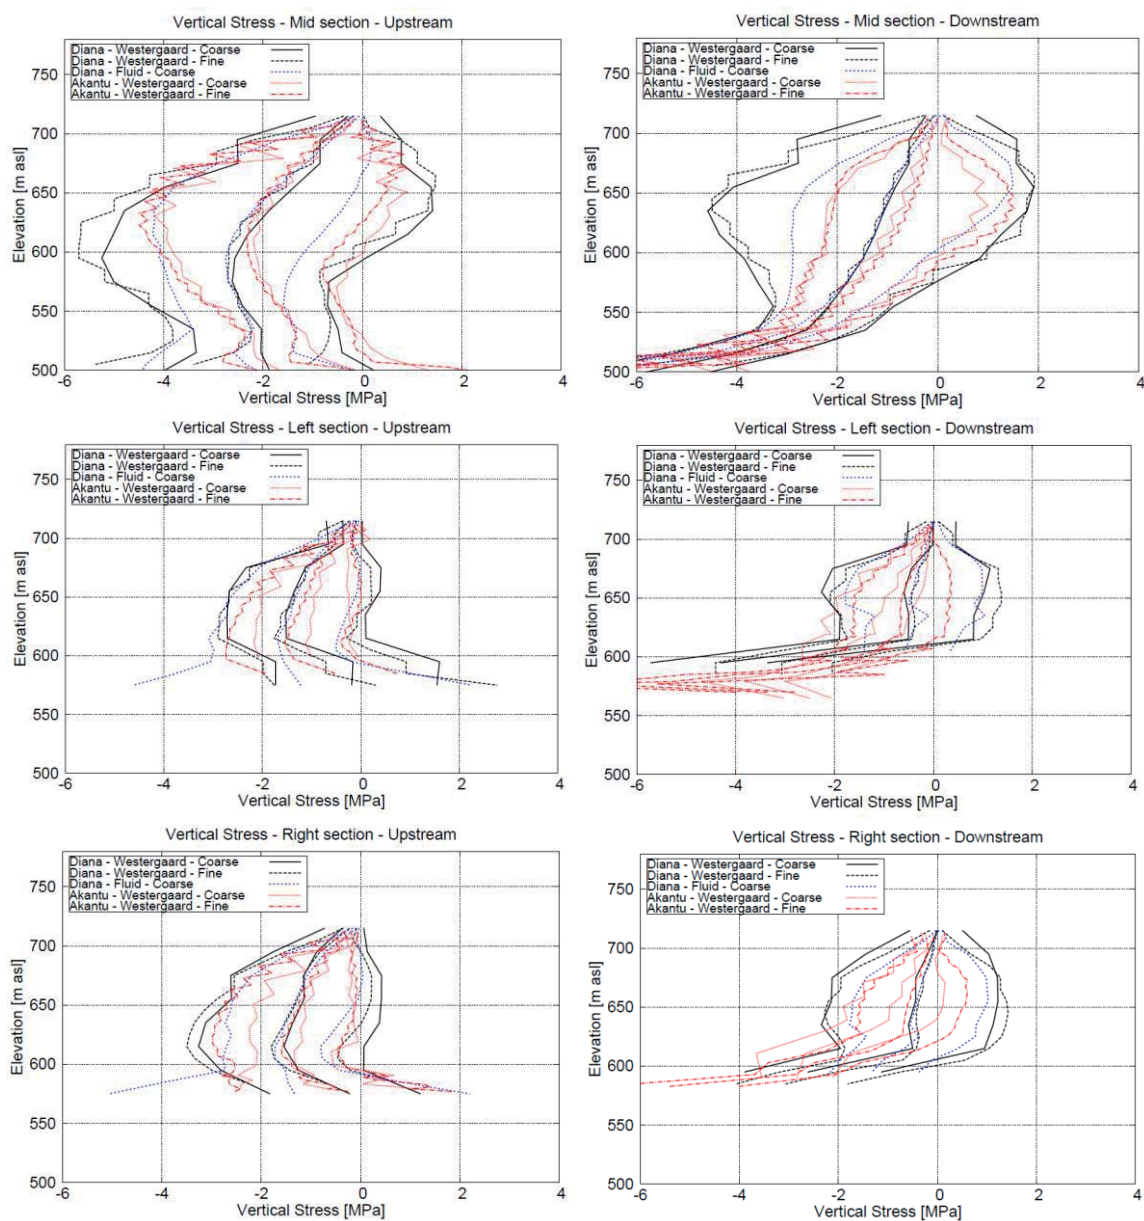 Vertical Stress - Mid section - Upstream
Diana - Westergaard - Coarse
Diana - Westergaard - Fine
Diana - Fluid - Coarse
Akantu - Westergaard - Coarse
Akantu - Westergaard - Fine
Elevation [m asl]
750
700
650
600
550
500
-6 -4 -2 0 2 4
Vertical Stress [MPa]
Vertical Stress - Mid section - Downstream
Diana - Westergaard - Coarse
Diana - Westergaard - Fine
Diana - Fluid - Coarse
Akantu - Westergaard - Coarse
Akantu - Westergaard - Fine
Elevation [m asl]
750
700
650
600
550
500
-6 -4 -2 0 2 4
Vertical Stress [MPa]
Vertical Stress - Left section - Upstream
Diana - Westergaard - Coarse
Diana - Westergaard - Fine
Diana - Fluid - Coarse
Akantu - Westergaard - Coarse
Akantu - Westergaard - Fine
Elevation [m asl]
750
700
650
600
550
500
-6 -4 -2 0 2 4
Vertical Stress [MPa]
Vertical Stress - Left section - Downstream
Diana - Westergaard - Coarse
Diana - Westergaard - Fine
Diana - Fluid - Coarse
Akantu - Westergaard - Coarse
Akantu - Westergaard - Fine
Elevation [m asl]
750
700
650
600
550
500
-6 -4 -2 0 2 4
Vertical Stress [MPa]
Vertical Stress - Right section - Upstream
Diana - Westergaard - Coarse
Diana - Westergaard - Fine
Diana - Fluid - Coarse
Akantu - Westergaard - Coarse
Akantu - Westergaard - Fine
Elevation [m asl]
750
700
650
600
550
500
-6 -4 -2 0 2 4
Vertical Stress [MPa]
Vertical Stress - Right section - Downstream
Diana - Westergaard - Coarse
Diana - Westergaard - Fine
Diana - Fluid - Coarse
Akantu - Westergaard - Coarse
Akantu - Westergaard - Fine
Elevation [m asl]
750
700
650
600
550
500
-6 -4 -2 0 2 4
Vertical Stress [MPa]